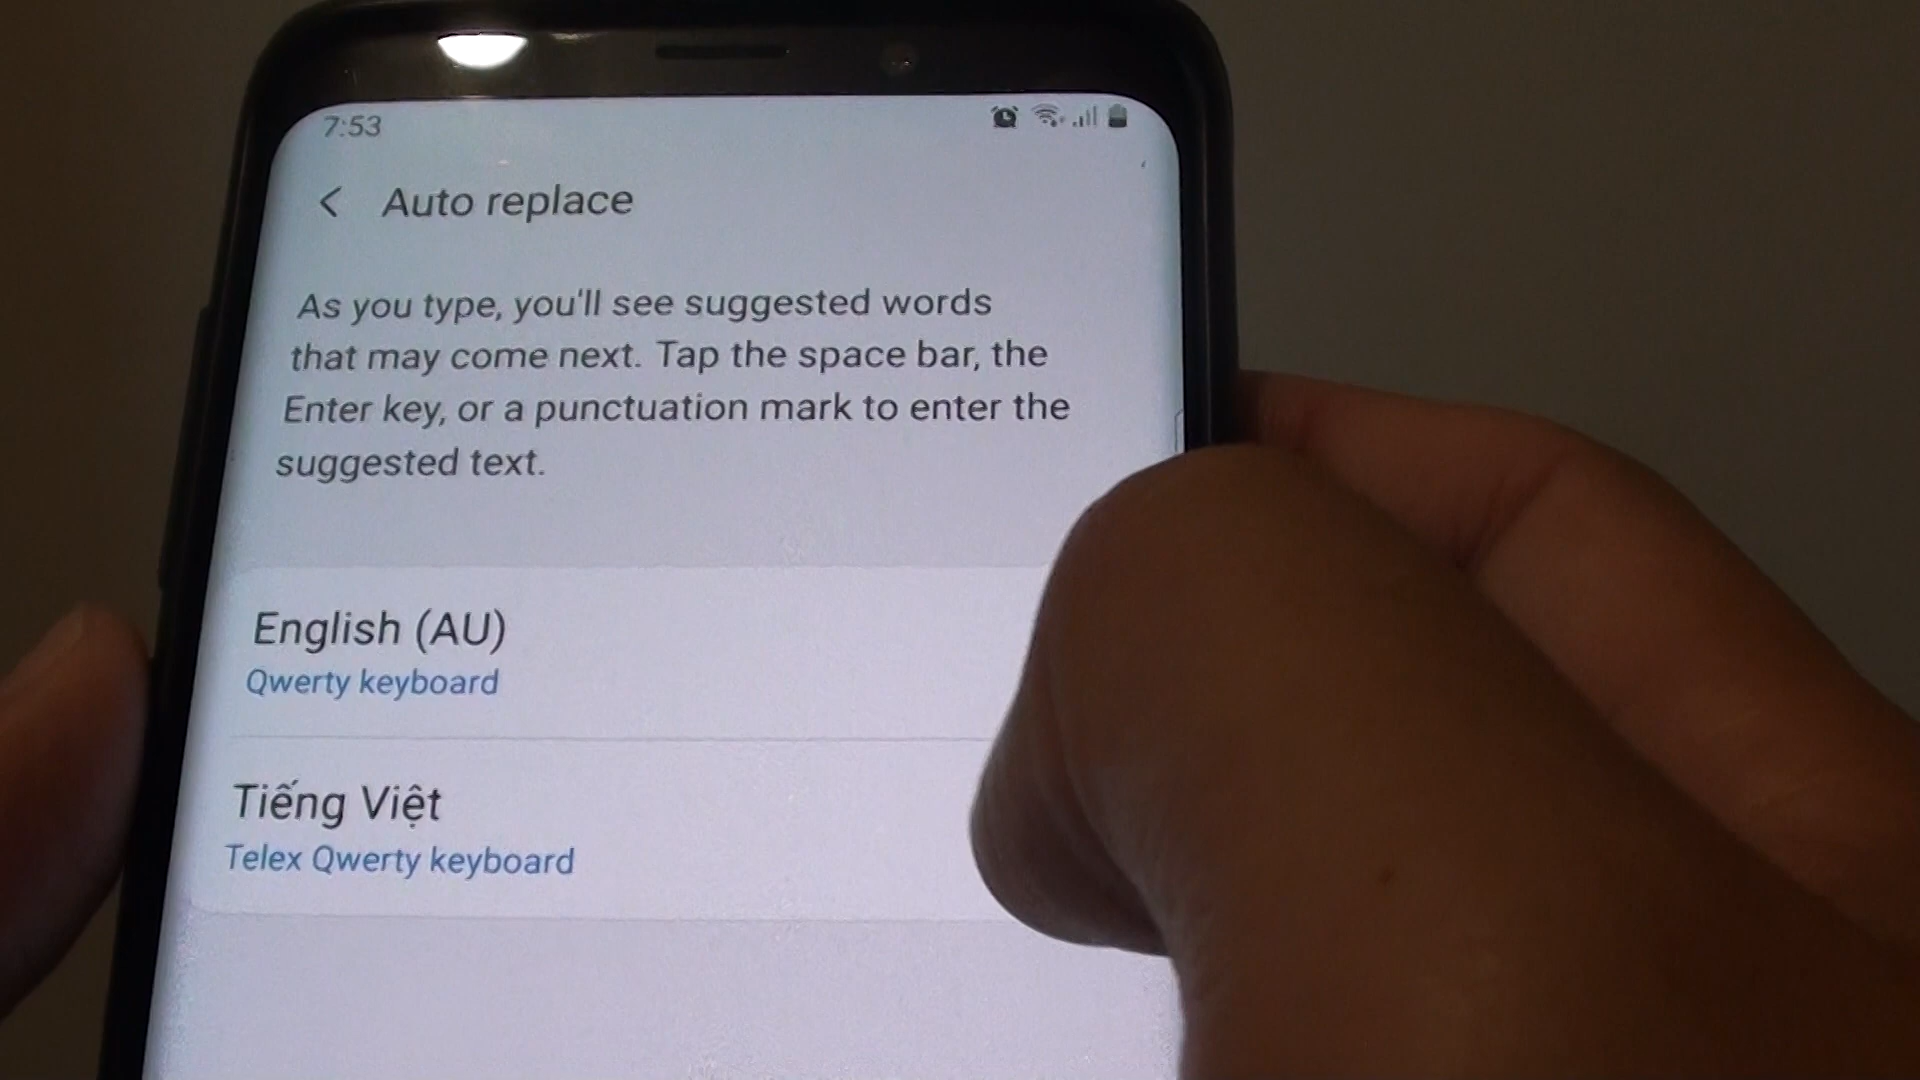 7:53
Auto replace
As you type, you'll see suggested words
that may come next. Tap the space bar, the
Enter key, or a punctuation mark to enter the
suggested text.
English (AU)
Qwerty keyboard
Tiếng Việt
Telex Qwerty keyboard